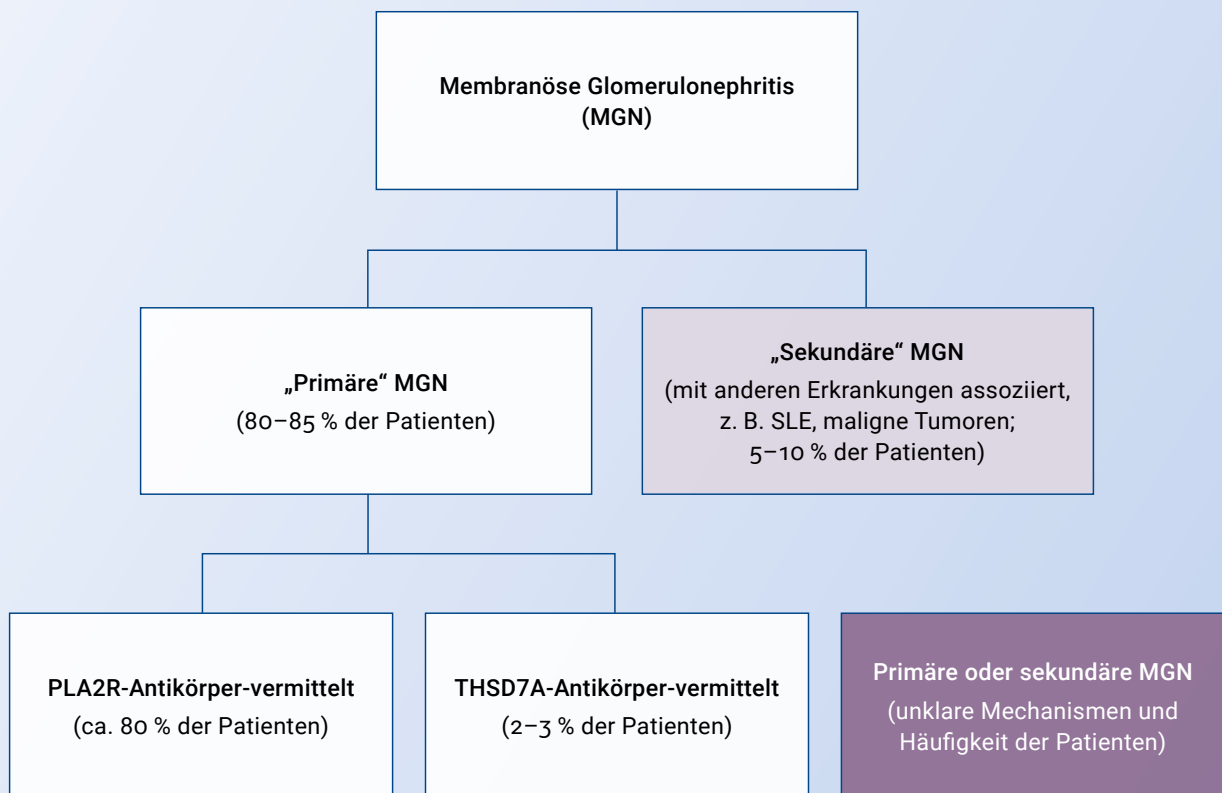 Membranöse Glomerulonephritis
(MGN)
„Primäre“ MGN
(80–85 % der Patienten)
„Sekundäre“ MGN
(mit anderen Erkrankungen assoziiert,
z. B. SLE, maligne Tumoren;
5–10 % der Patienten)
PLA2R-Antikörper-vermittelt
(ca. 80 % der Patienten)
THSD7A-Antikörper-vermittelt
(2–3 % der Patienten)
Primäre oder sekundäre MGN
(unklare Mechanismen und
Häufigkeit der Patienten)